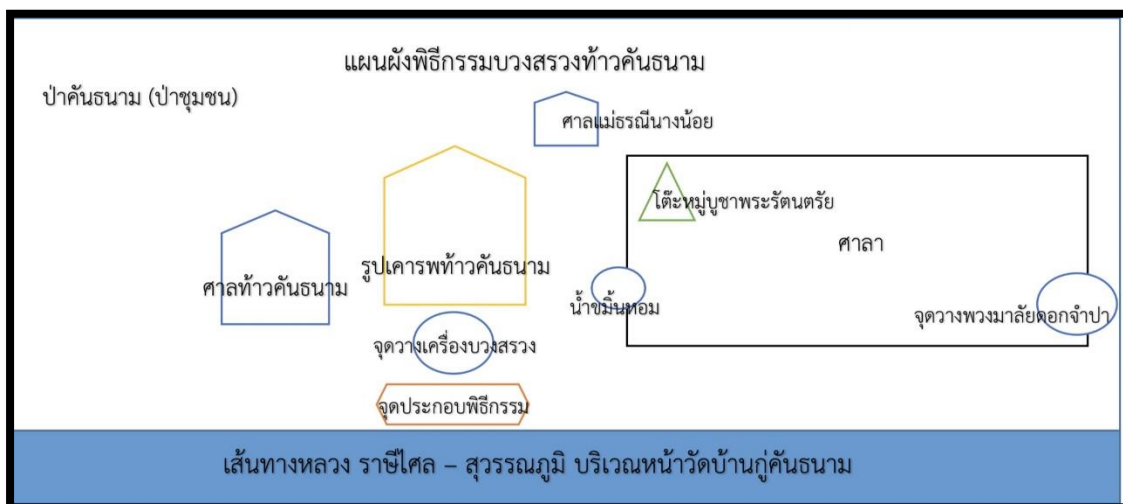 แผนผังพิธีกรรมบวงสรวงท้าวคันธนาม
ป่าคันธนาม (ป่าชุมชน)
ศาลแม่ธรณีนางน้อย
โต๊ะหมู่บูชาพระรัตนตรัย
ศาลา
รูปเคารพท้าวคันธนาม
ศาลท้าวคันธนาม
น้ำขมิ้นหอม
จุดวางพวงมาลัยดอกจำปา
จุดวางเครื่องบวงสรวง
จุดประกอบพิธีกรรม
เส้นทางหลวง ราษีไศล – สุวรรณภูมิ บริเวณหน้าวัดบ้านกู่คันธนาม